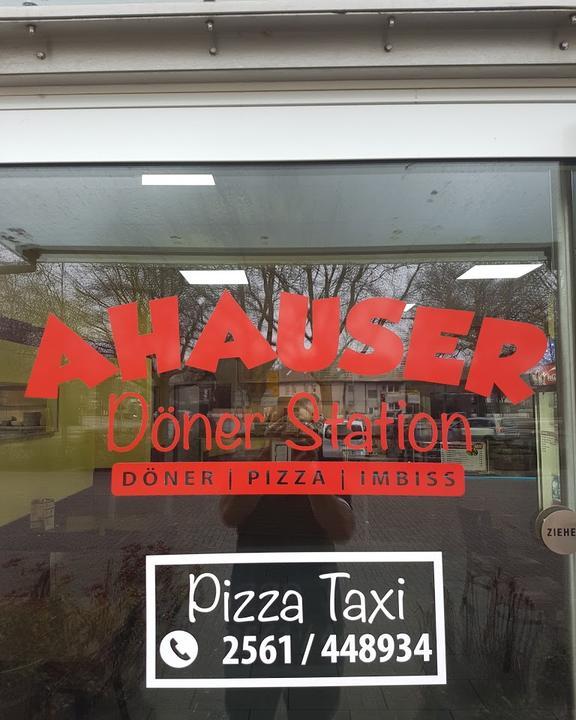 AHAUSER
Döner Station
DÖNER | PIZZA | IMBISS
ZIEHE
Pizza Taxi
2561 / 448934